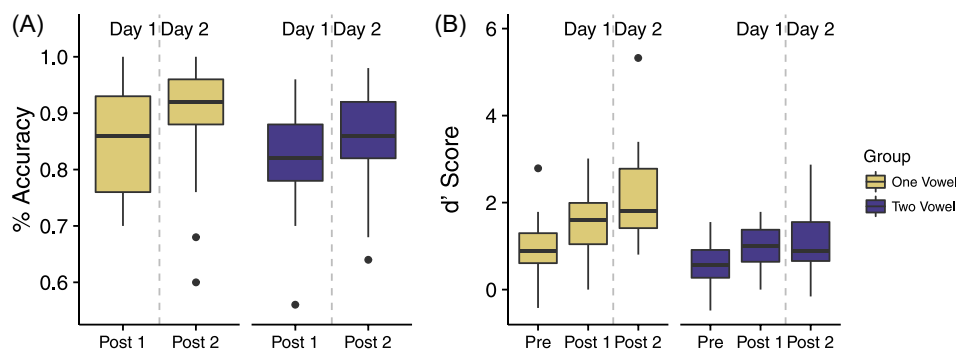 (A)
Day 1 Day 2
Day 1 Day 2
% Accuracy
1.0
0.9
0.8
0.7
0.6
Post 1 Post 2
Post 1 Post 2
(B)
Day 1 Day 2
Day 1 Day 2
d' Score
6
4
2
0
Pre Post 1 Post 2
Pre Post 1 Post 2
Group
One Vowel
Two Vowel